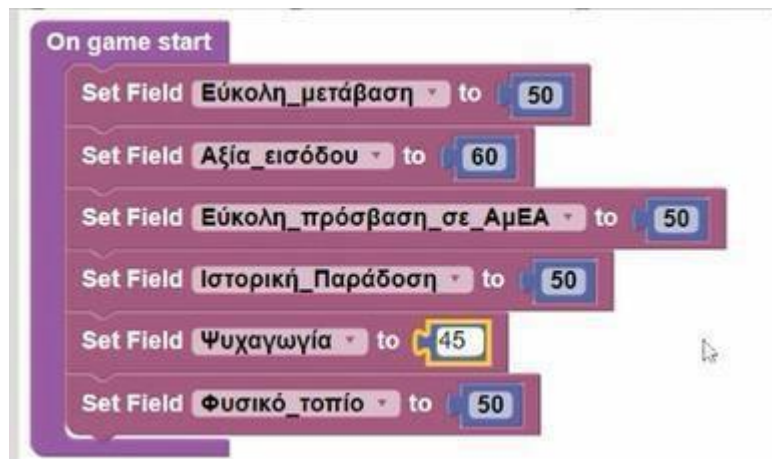 On game start
Set Field Εύκολη_μετάβαση to 50
Set Field Αξία_εισόδου to 60
Set Field Εύκολη_πρόσβαση_σε_ΑμΕΑ to 50
Set Field Ιστορική_Παράδοση to 50
Set Field Ψυχαγωγία to 45
Set Field Φυσικό_τοπίο to 50